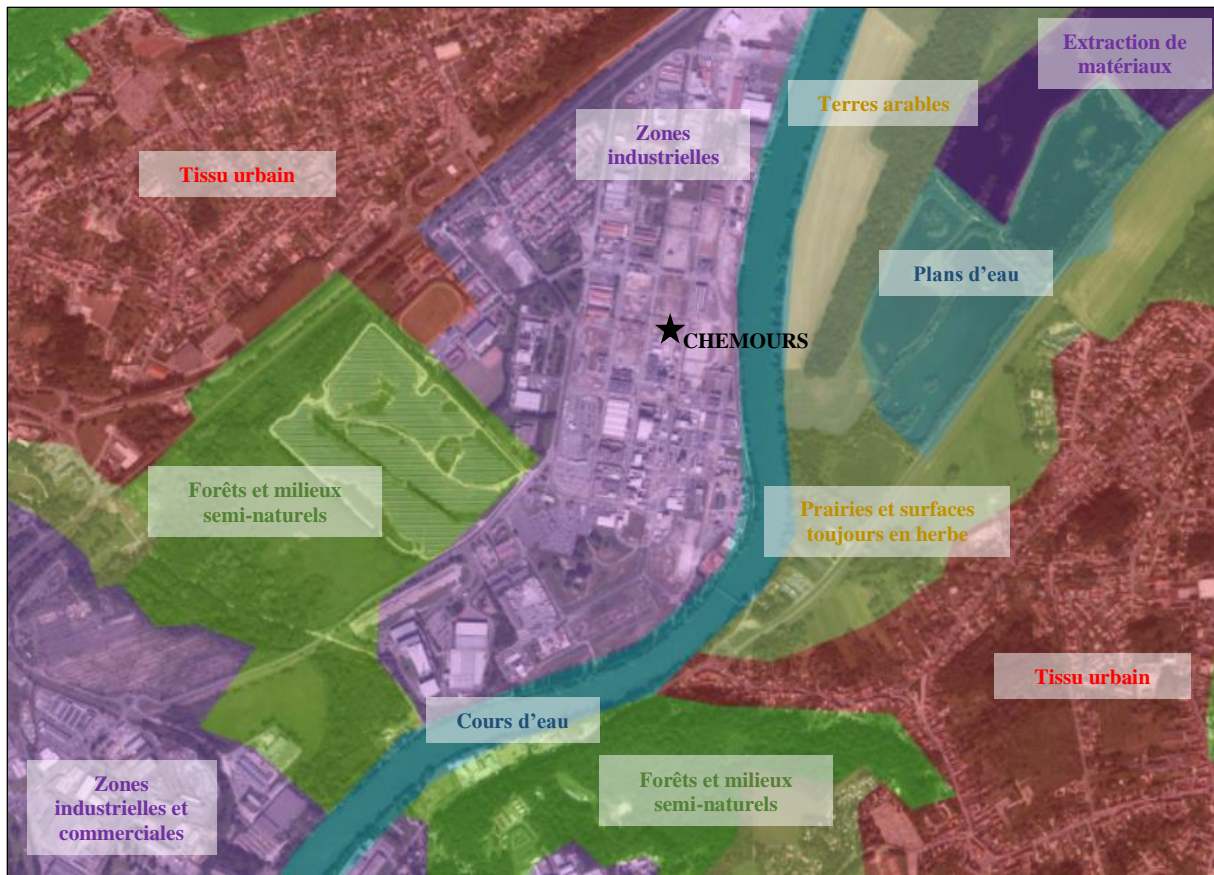 Extraction de
matériaux
Terres arables
Zones
industrielles
Tissu urbain
Plans d’eau
CHEMOURS
Forêts et milieux
semi-naturels
Prairies et surfaces
toujours en herbe
Tissu urbain
Cours d’eau
Zones
industrielles et
commerciales
Forêts et milieux
semi-naturels